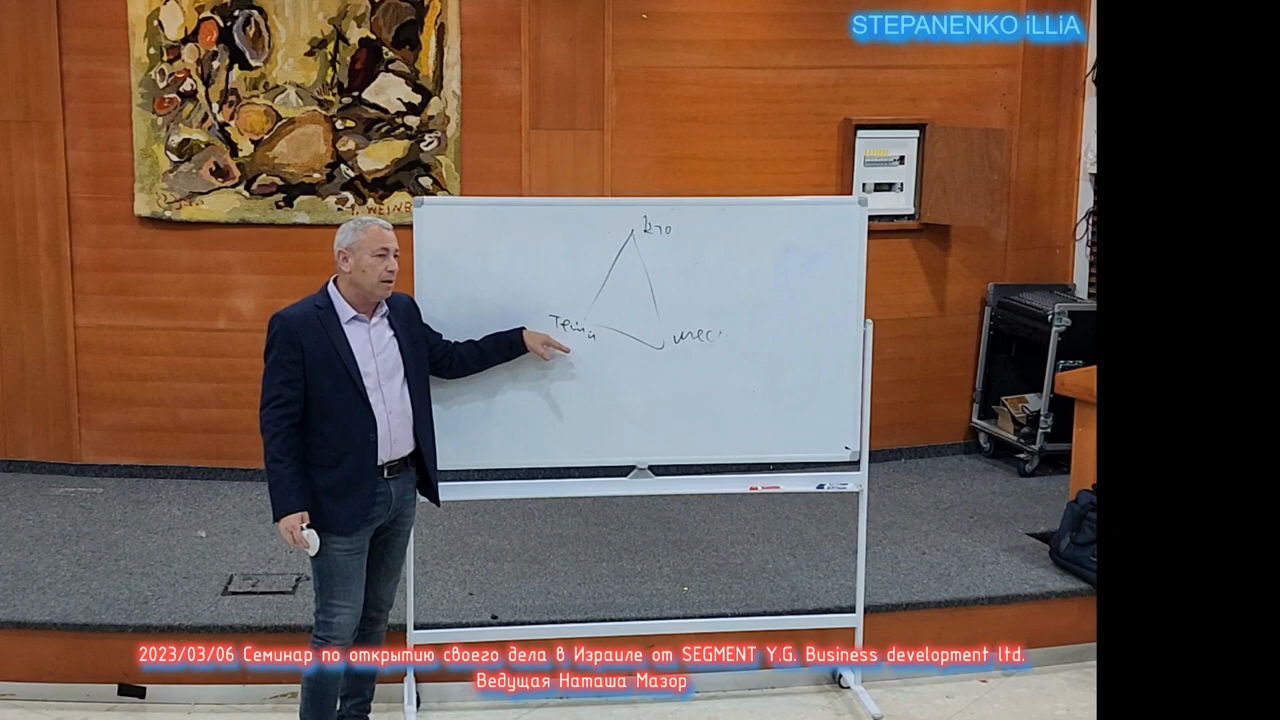 STEPANENKO iLLiA
WEINB
кто
2023/03/06 Семинар по открытию своего дела в Израиле от SEGMENT Y.G. Business development ltd.
Ведущая Наташа Мазор